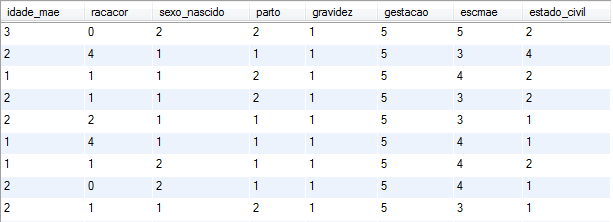 idade_mae racacor sexo_nascido parto gravidez gestacao escmae estado_civil
3 0 2 2 1 5 5 2
2 4 1 1 1 5 3 4
1 1 1 2 1 5 4 2
2 1 1 2 1 5 3 2
2 2 1 1 1 5 3 1
1 4 1 1 1 5 4 1
1 1 2 1 1 5 4 2
2 0 2 1 1 5 4 1
2 1 1 2 1 5 3 1